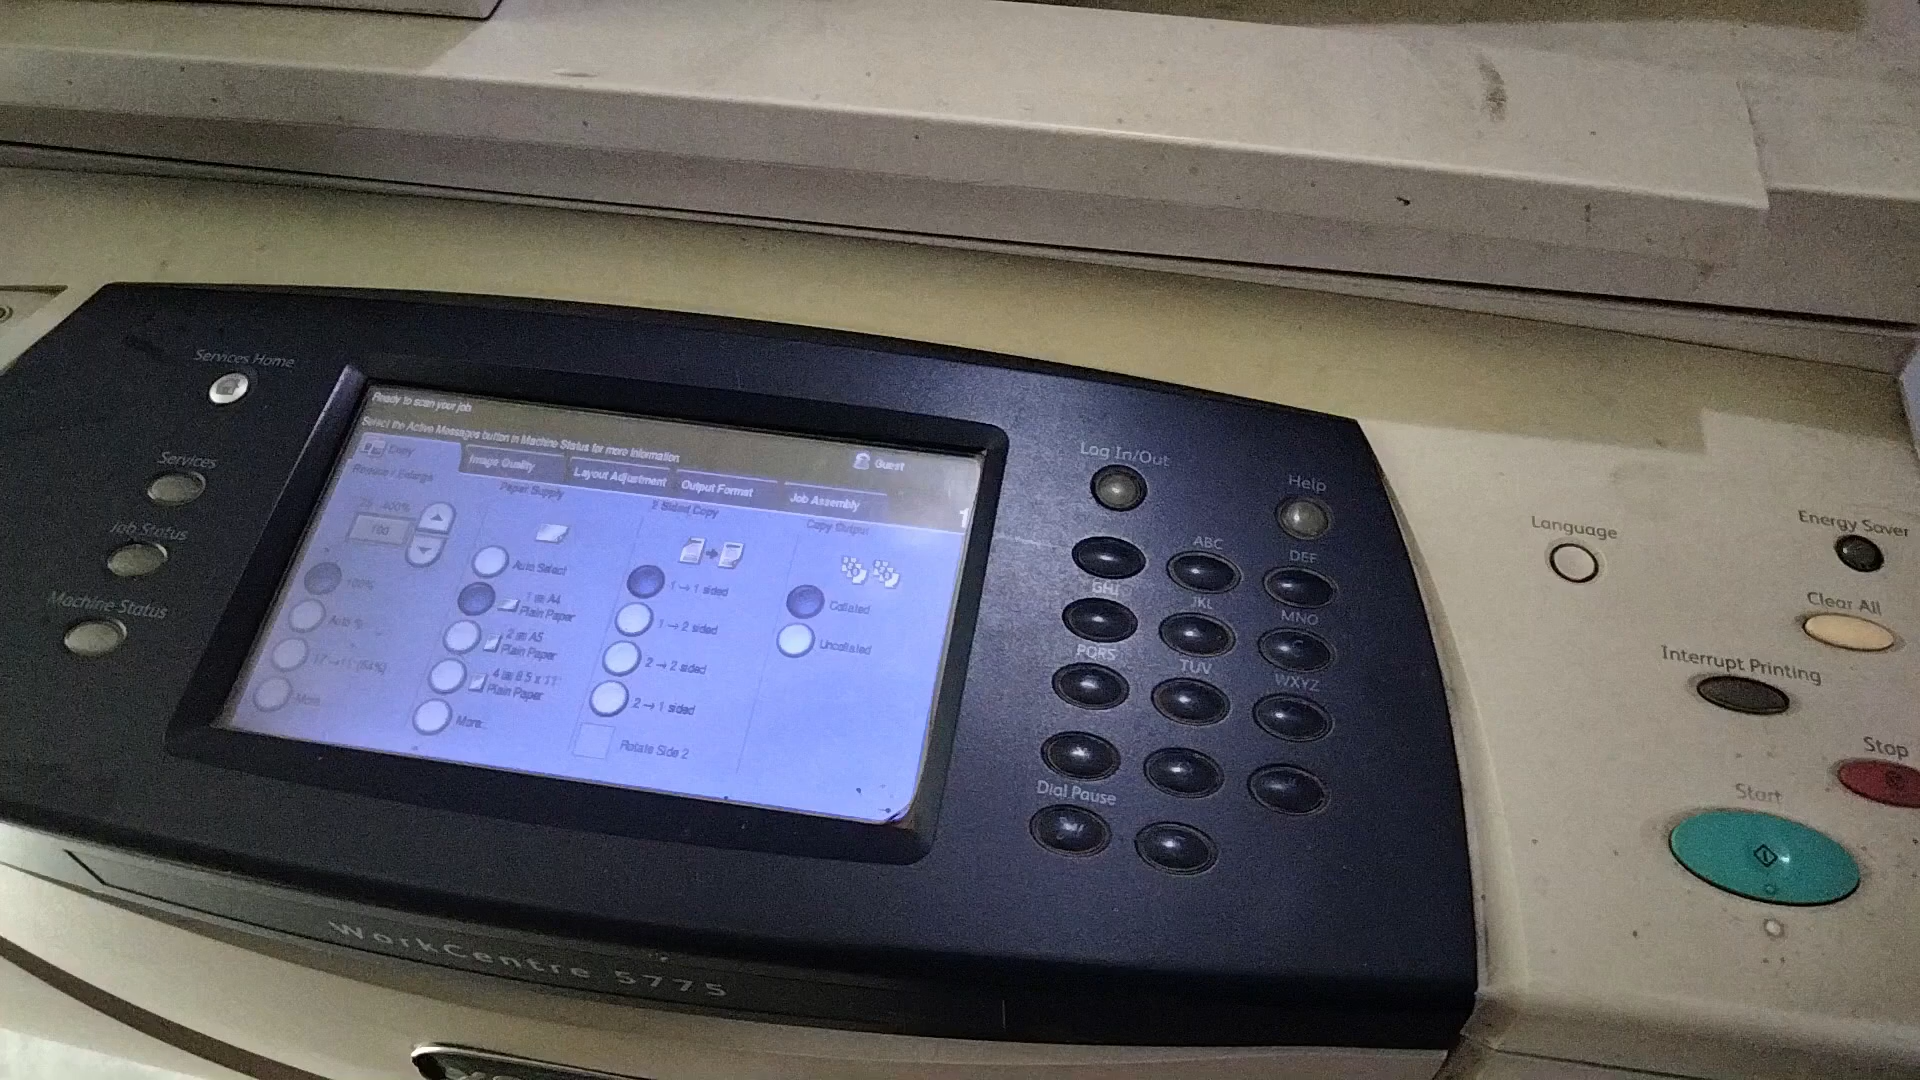 Services Home
Services
Job Status
Machine Status
Ready to scan your job
Select the Active Messages button in Machine Status for more information
Guest
Copy
Image Quality
Layout Adjustment
Output Format
Job Assembly
1
Reduce / Enlarge
100
100%
Auto %
More...
Paper Supply
Auto Select
1 A4
Plain Paper
2 A5
Plain Paper
4 8.5 x 11"
Plain Paper
More...
2 Sided Copy
1 → 1 sided
1 → 2 sided
2 → 2 sided
2 → 1 sided
Rotate Side 2
Copy Output
Collated
Uncollated
Log In/Out
Help
ABC
DEF
GHI
JKL
MNO
PQRS
TUV
WXYZ
Dial Pause
Language
Energy Saver
Clear All
Interrupt Printing
Stop
Start
WorkCentre 5775